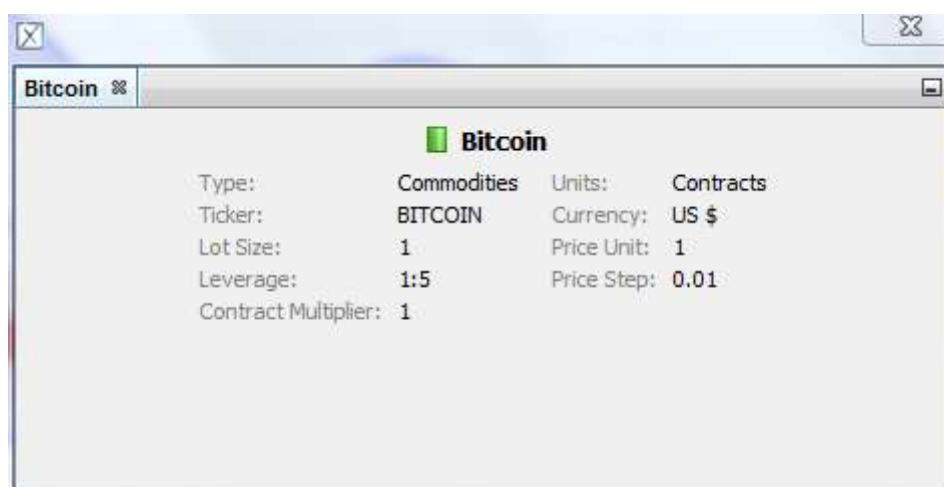 Bitcoin
Bitcoin
Type: Commodities Units: Contracts
Ticker: BITCOIN Currency: US $
Lot Size: 1 Price Unit: 1
Leverage: 1:5 Price Step: 0.01
Contract Multiplier: 1